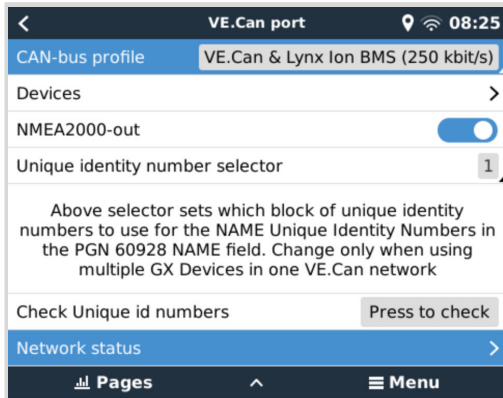 VE.Can port 08:25
CAN-bus profile VE.Can & Lynx Ion BMS (250 kbit/s)
Devices
NMEA2000-out
Unique identity number selector 1
Above selector sets which block of unique identity
numbers to use for the NAME Unique Identity Numbers in
the PGN 60928 NAME field. Change only when using
multiple GX Devices in one VE.Can network
Check Unique id numbers Press to check
Network status
Pages Menu